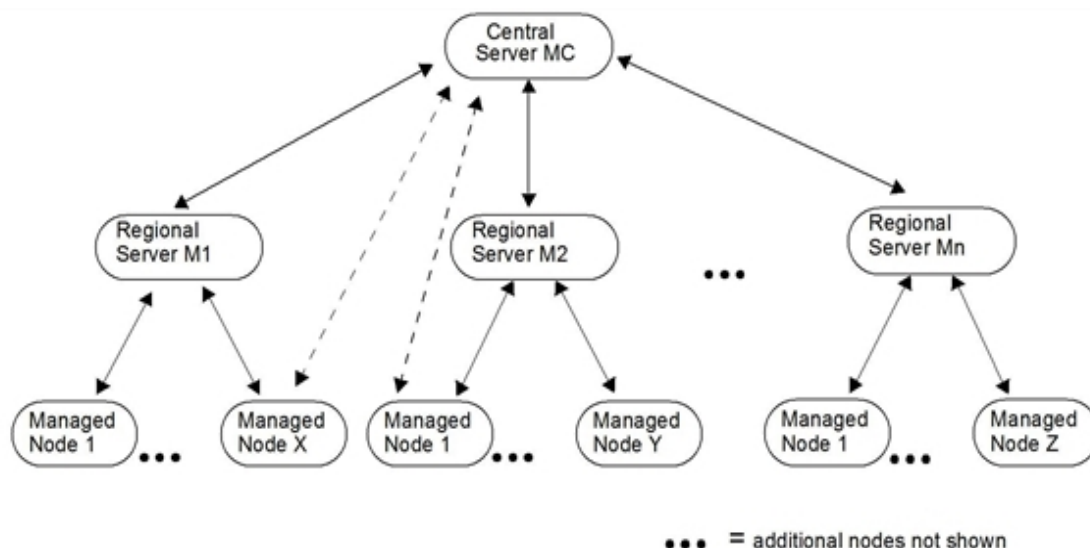 Central
Server MC
Regional
Server M1
Regional
Server M2
Regional
Server Mn
Managed
Node 1
Managed
Node X
Managed
Node 1
Managed
Node Y
Managed
Node 1
Managed
Node Z
= additional nodes not shown